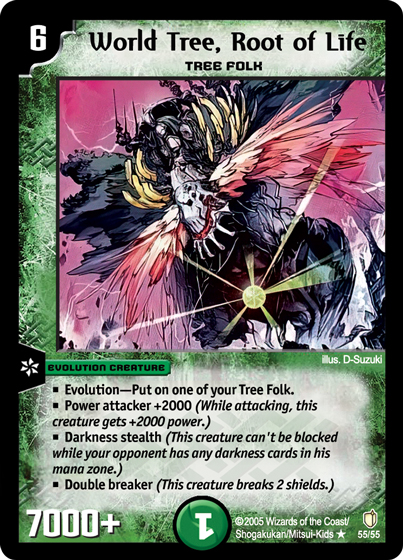 6
World Tree, Root of Life
TREE FOLK
illus. D-Suzuki
EVOLUTION CREATURE
▪ Evolution—Put on one of your Tree Folk.
▪ Power attacker +2000 (While attacking, this
creature gets +2000 power.)
▪ Darkness stealth (This creature can't be blocked
while your opponent has any darkness cards in his
mana zone.)
▪ Double breaker (This creature breaks 2 shields.)
7000+
1
©2005 Wizards of the Coast/
Shogakukan/Mitsui-Kids ★ 55/55